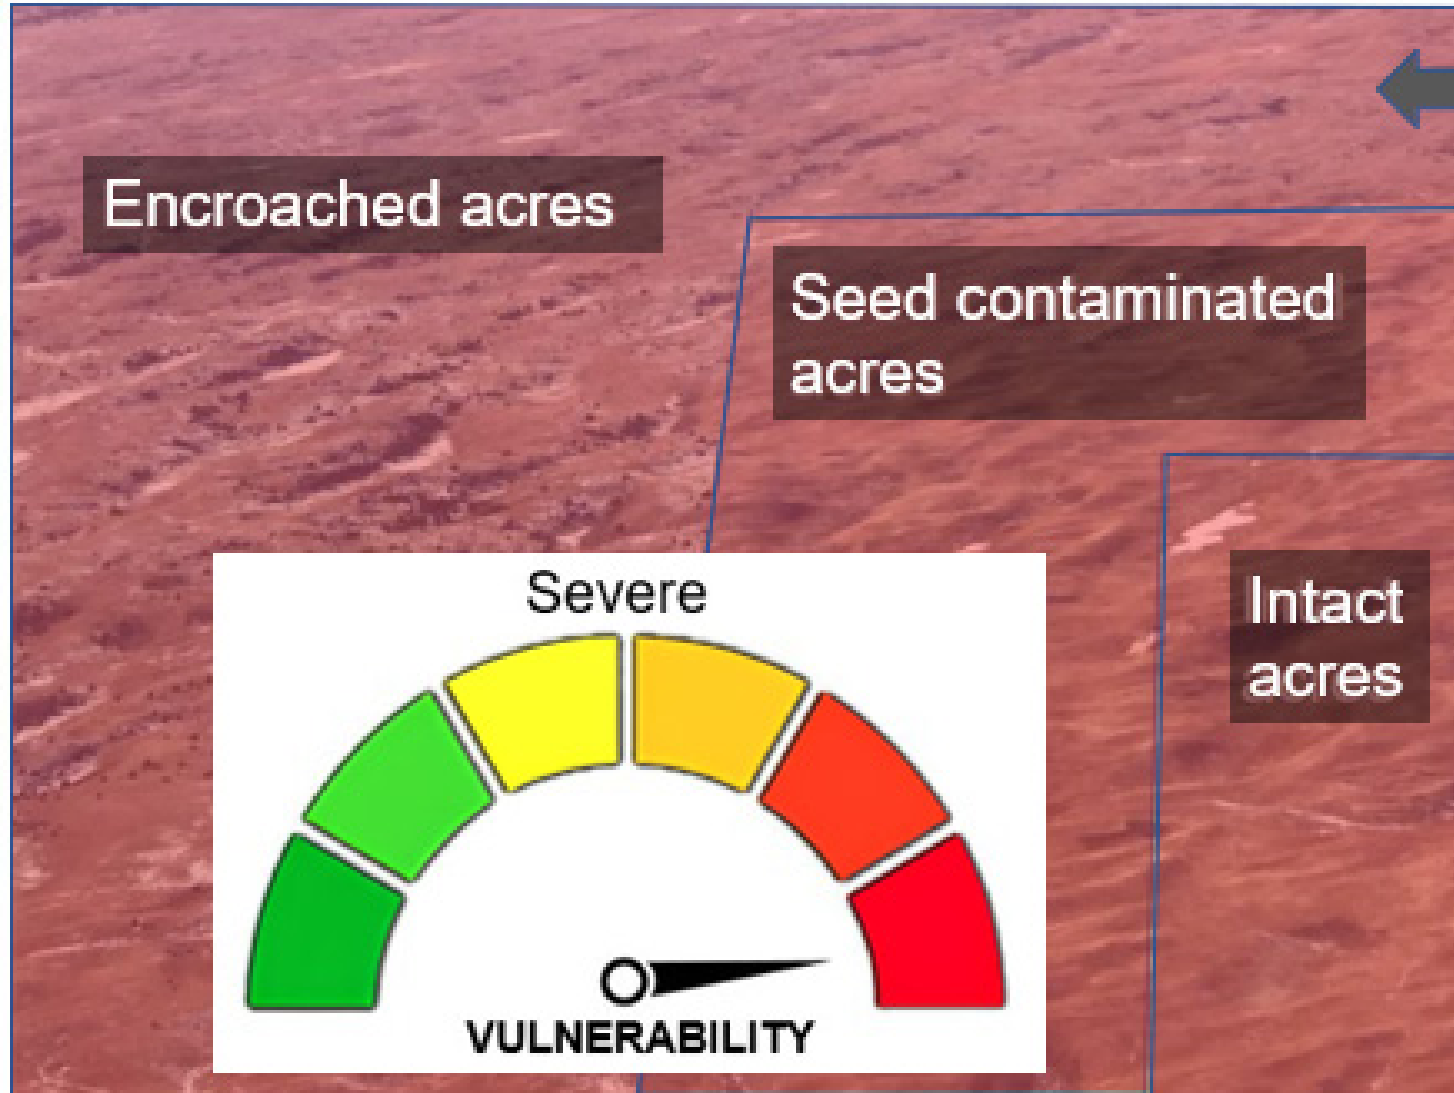 Encroached acres
Seed contaminated
acres
Intact
acres
Severe
VULNERABILITY